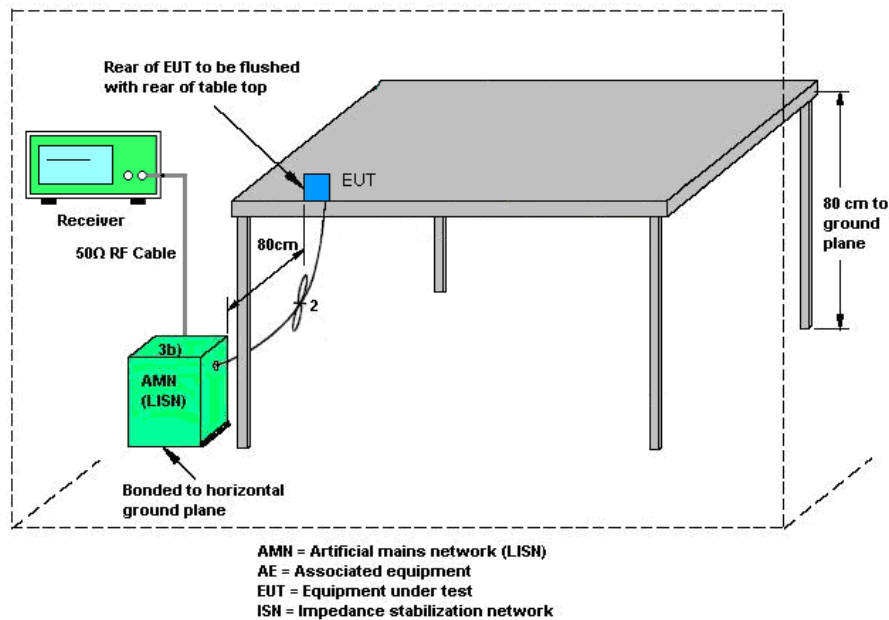 Rear of EUT to be flushed
with rear of table top
EUT
Receiver
80cm
80 cm to
ground
plane
50Ω RF Cable
2
3b)
AMN
(LISN)
Bonded to horizontal
ground plane
AMN = Artificial mains network (LISN)
AE = Associated equipment
EUT = Equipment under test
ISN = Impedance stabilization network